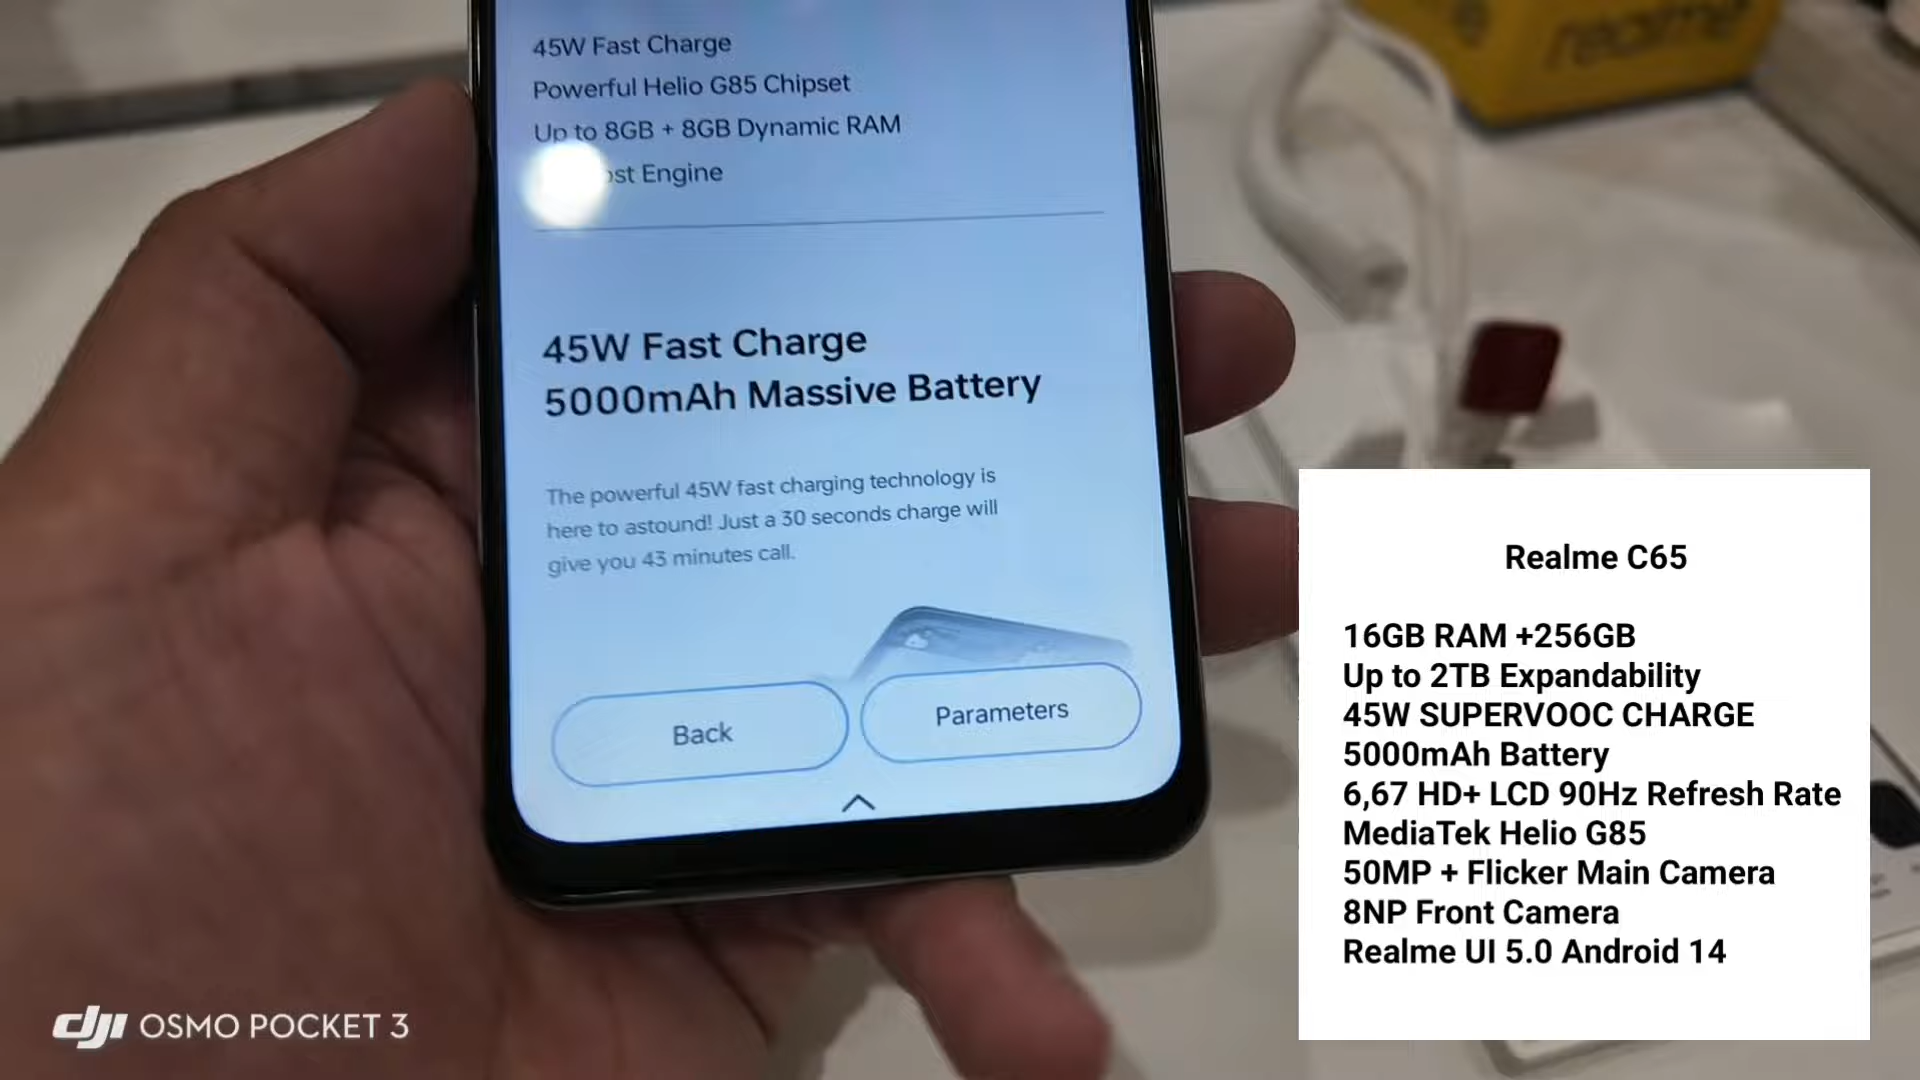 45W Fast Charge
Powerful Helio G85 Chipset
Up to 8GB + 8GB Dynamic RAM
Engine
45W Fast Charge
5000mAh Massive Battery
The powerful 45W fast charging technology is
here to astound! Just a 30 seconds charge will
give you 43 minutes call.
Back
Parameters
realme
Realme C65
16GB RAM +256GB
Up to 2TB Expandability
45W SUPERVOOC CHARGE
5000mAh Battery
6,67 HD+ LCD 90Hz Refresh Rate
MediaTek Helio G85
50MP + Flicker Main Camera
8NP Front Camera
Realme UI 5.0 Android 14
dji OSMO POCKET 3